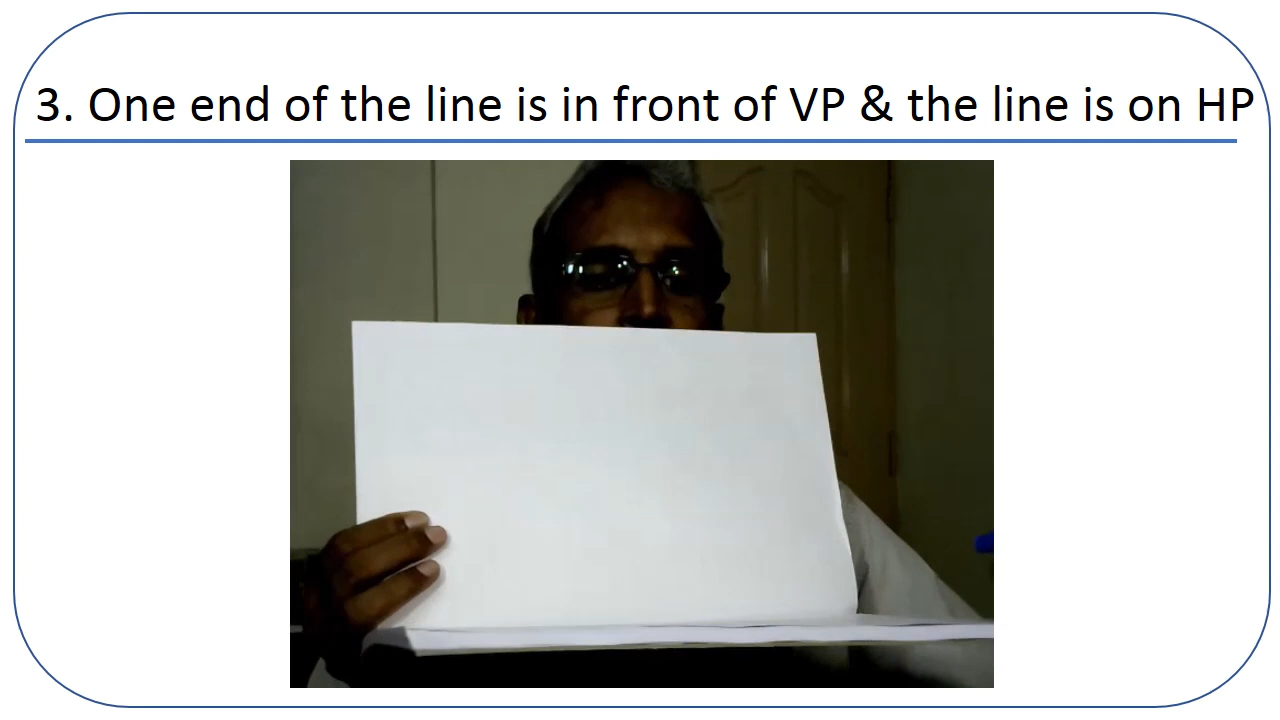 3. One end of the line is in front of VP & the line is on HP